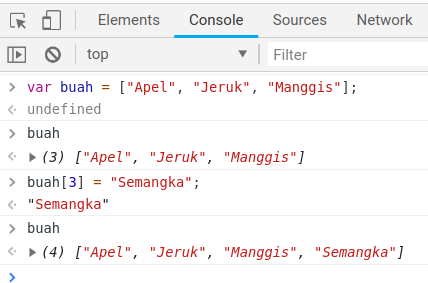 Elements Console Sources Network
top Filter
> var buah = ["Apel", "Jeruk", "Manggis"];
< undefined
> buah
< ▶ (3) ["Apel", "Jeruk", "Manggis"]
> buah[3] = "Semangka";
< "Semangka"
> buah
< ▶ (4) ["Apel", "Jeruk", "Manggis", "Semangka"]
>